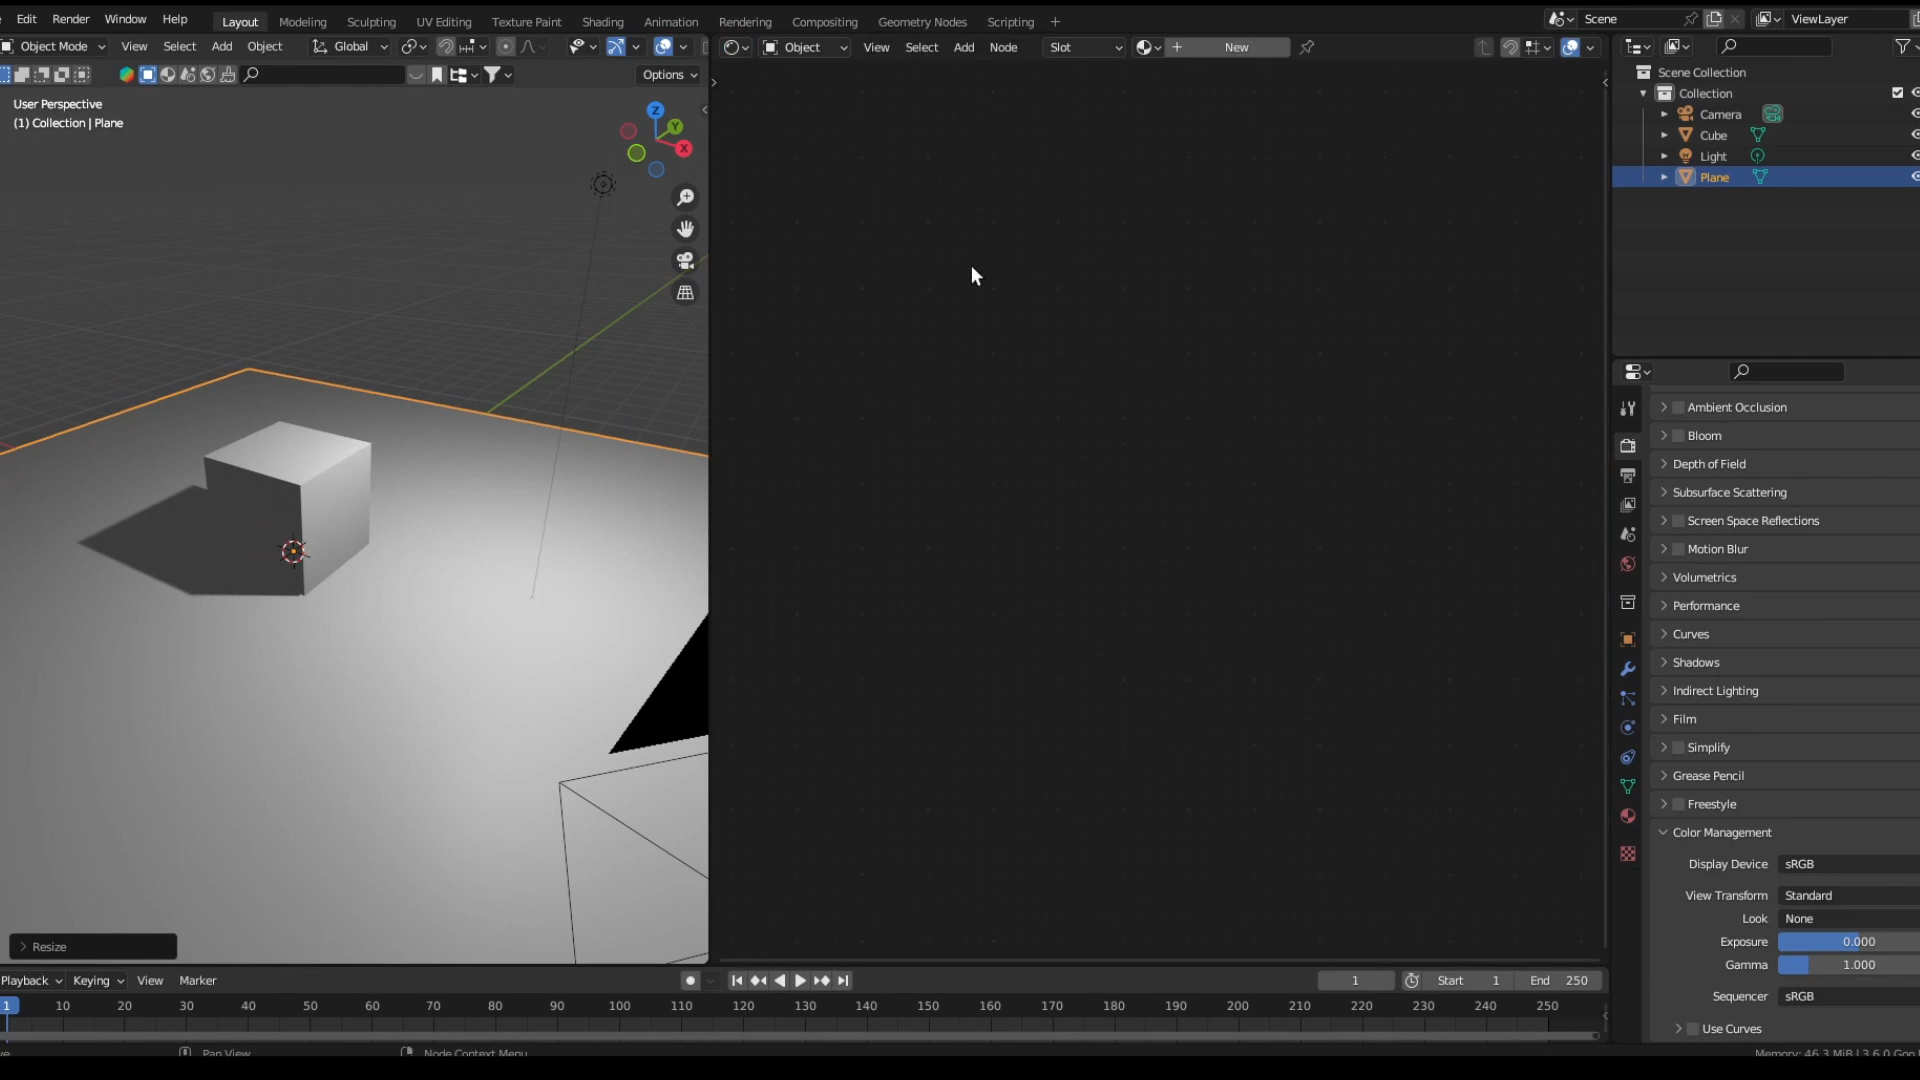 Edit Render Window Help Layout Modeling Sculpting UV Editing Texture Paint Shading Animation Rendering Compositing Geometry Nodes Scripting + Scene ViewLayer
Object Mode View Select Add Object Global Object View Select Add Node Slot New
Options
User Perspective
(1) Collection | Plane
Z
Y
X
Scene Collection
Collection
Camera
Cube
Light
Plane
Ambient Occlusion
Bloom
Depth of Field
Subsurface Scattering
Screen Space Reflections
Motion Blur
Volumetrics
Performance
Curves
Shadows
Indirect Lighting
Film
Simplify
Grease Pencil
Freestyle
Color Management
Display Device sRGB
View Transform Standard
Look None
Exposure 0.000
Gamma 1.000
Sequencer sRGB
Use Curves
Resize
Playback Keying View Marker 1 Start 1 End 250
1 10 20 30 40 50 60 70 80 90 100 110 120 130 140 150 160 170 180 190 200 210 220 230 240 250
Pan View Node Context Menu Memory: 46.3 MiB | 3.6.0